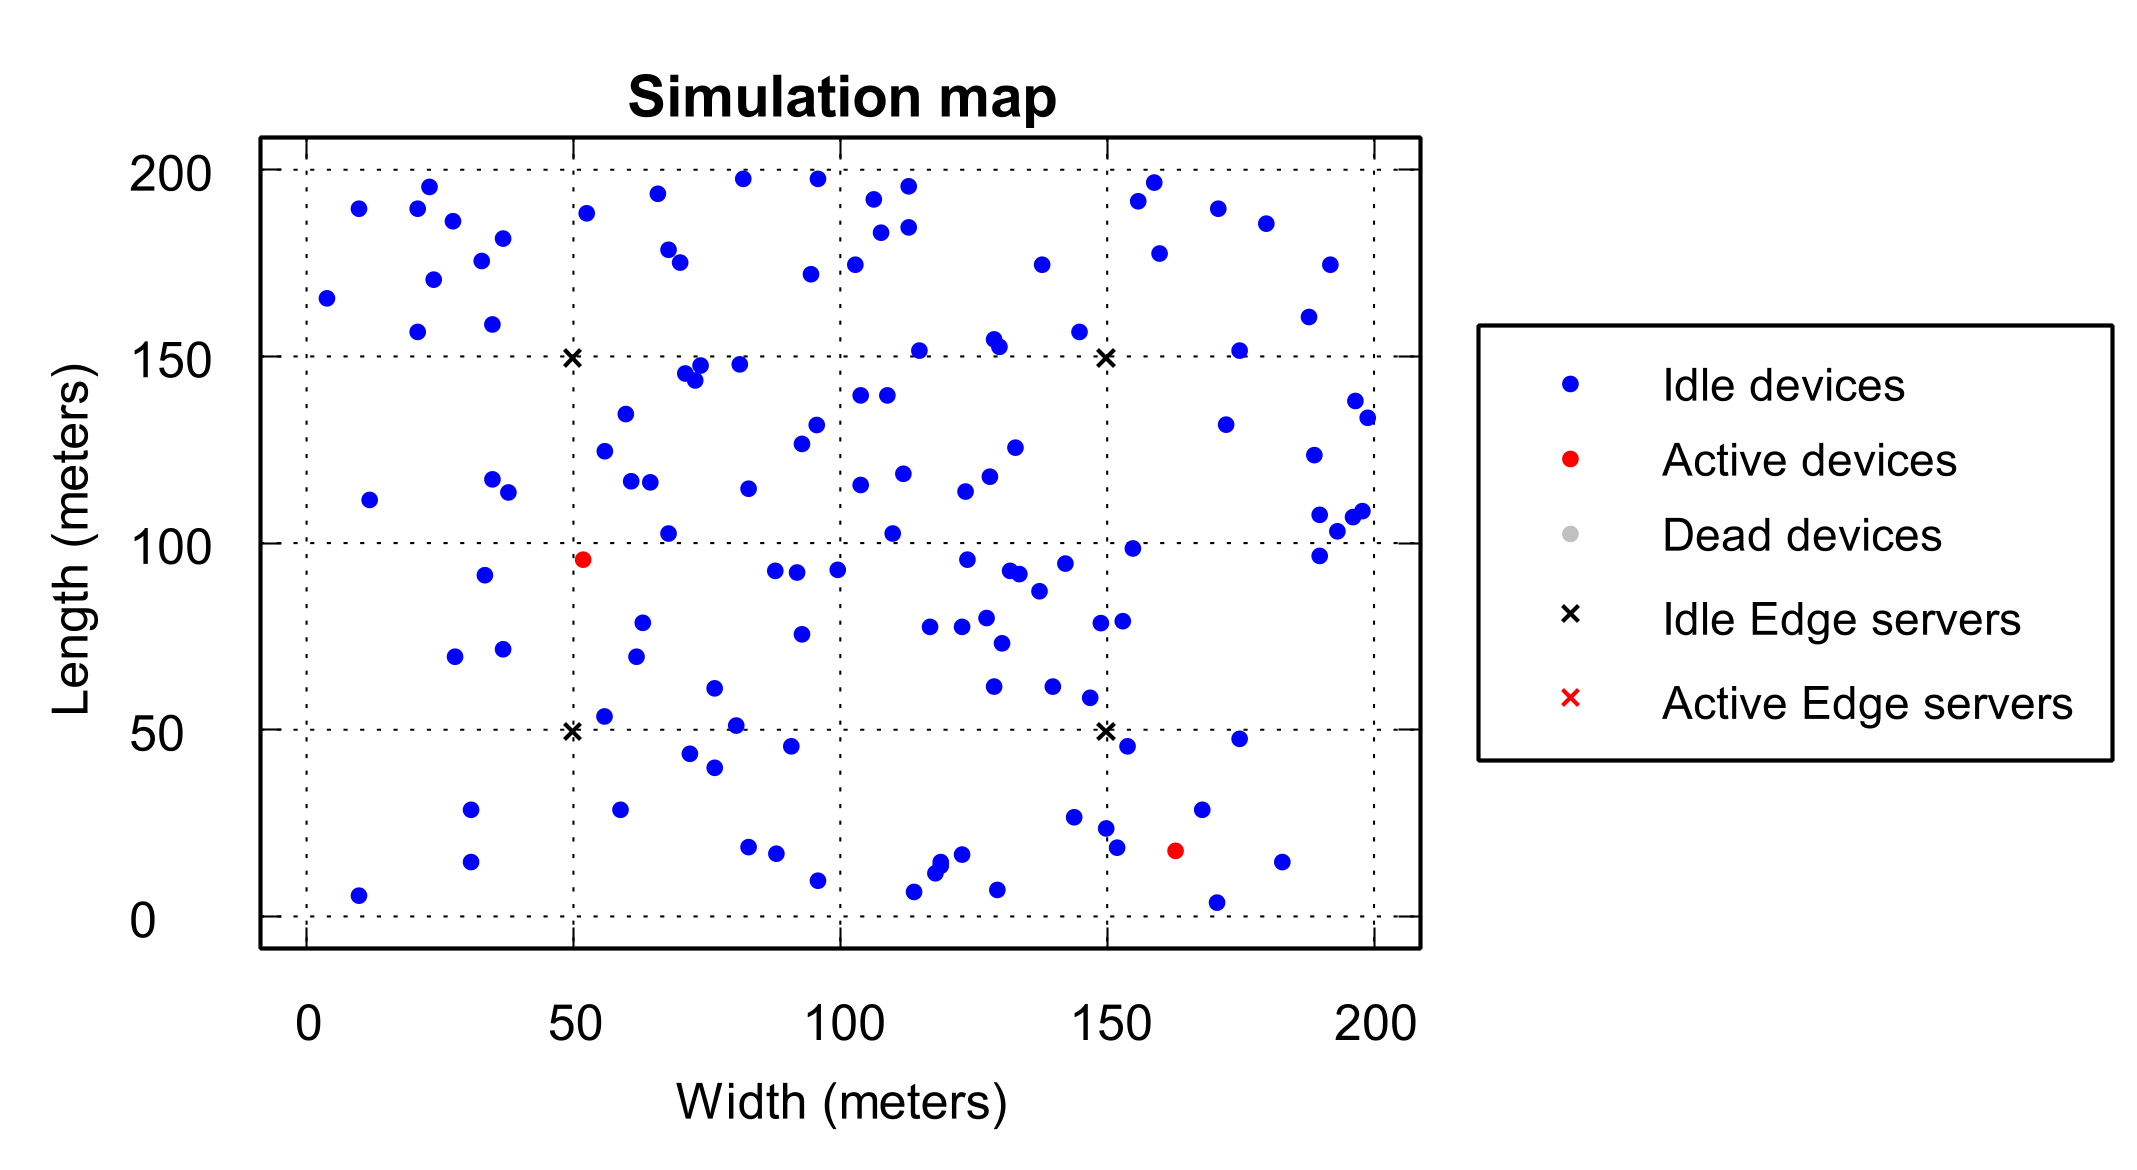 Simulation map
200
150
100
50
0
Length (meters)
0 50 100 150 200
Width (meters)
Idle devices
Active devices
Dead devices
Idle Edge servers
Active Edge servers